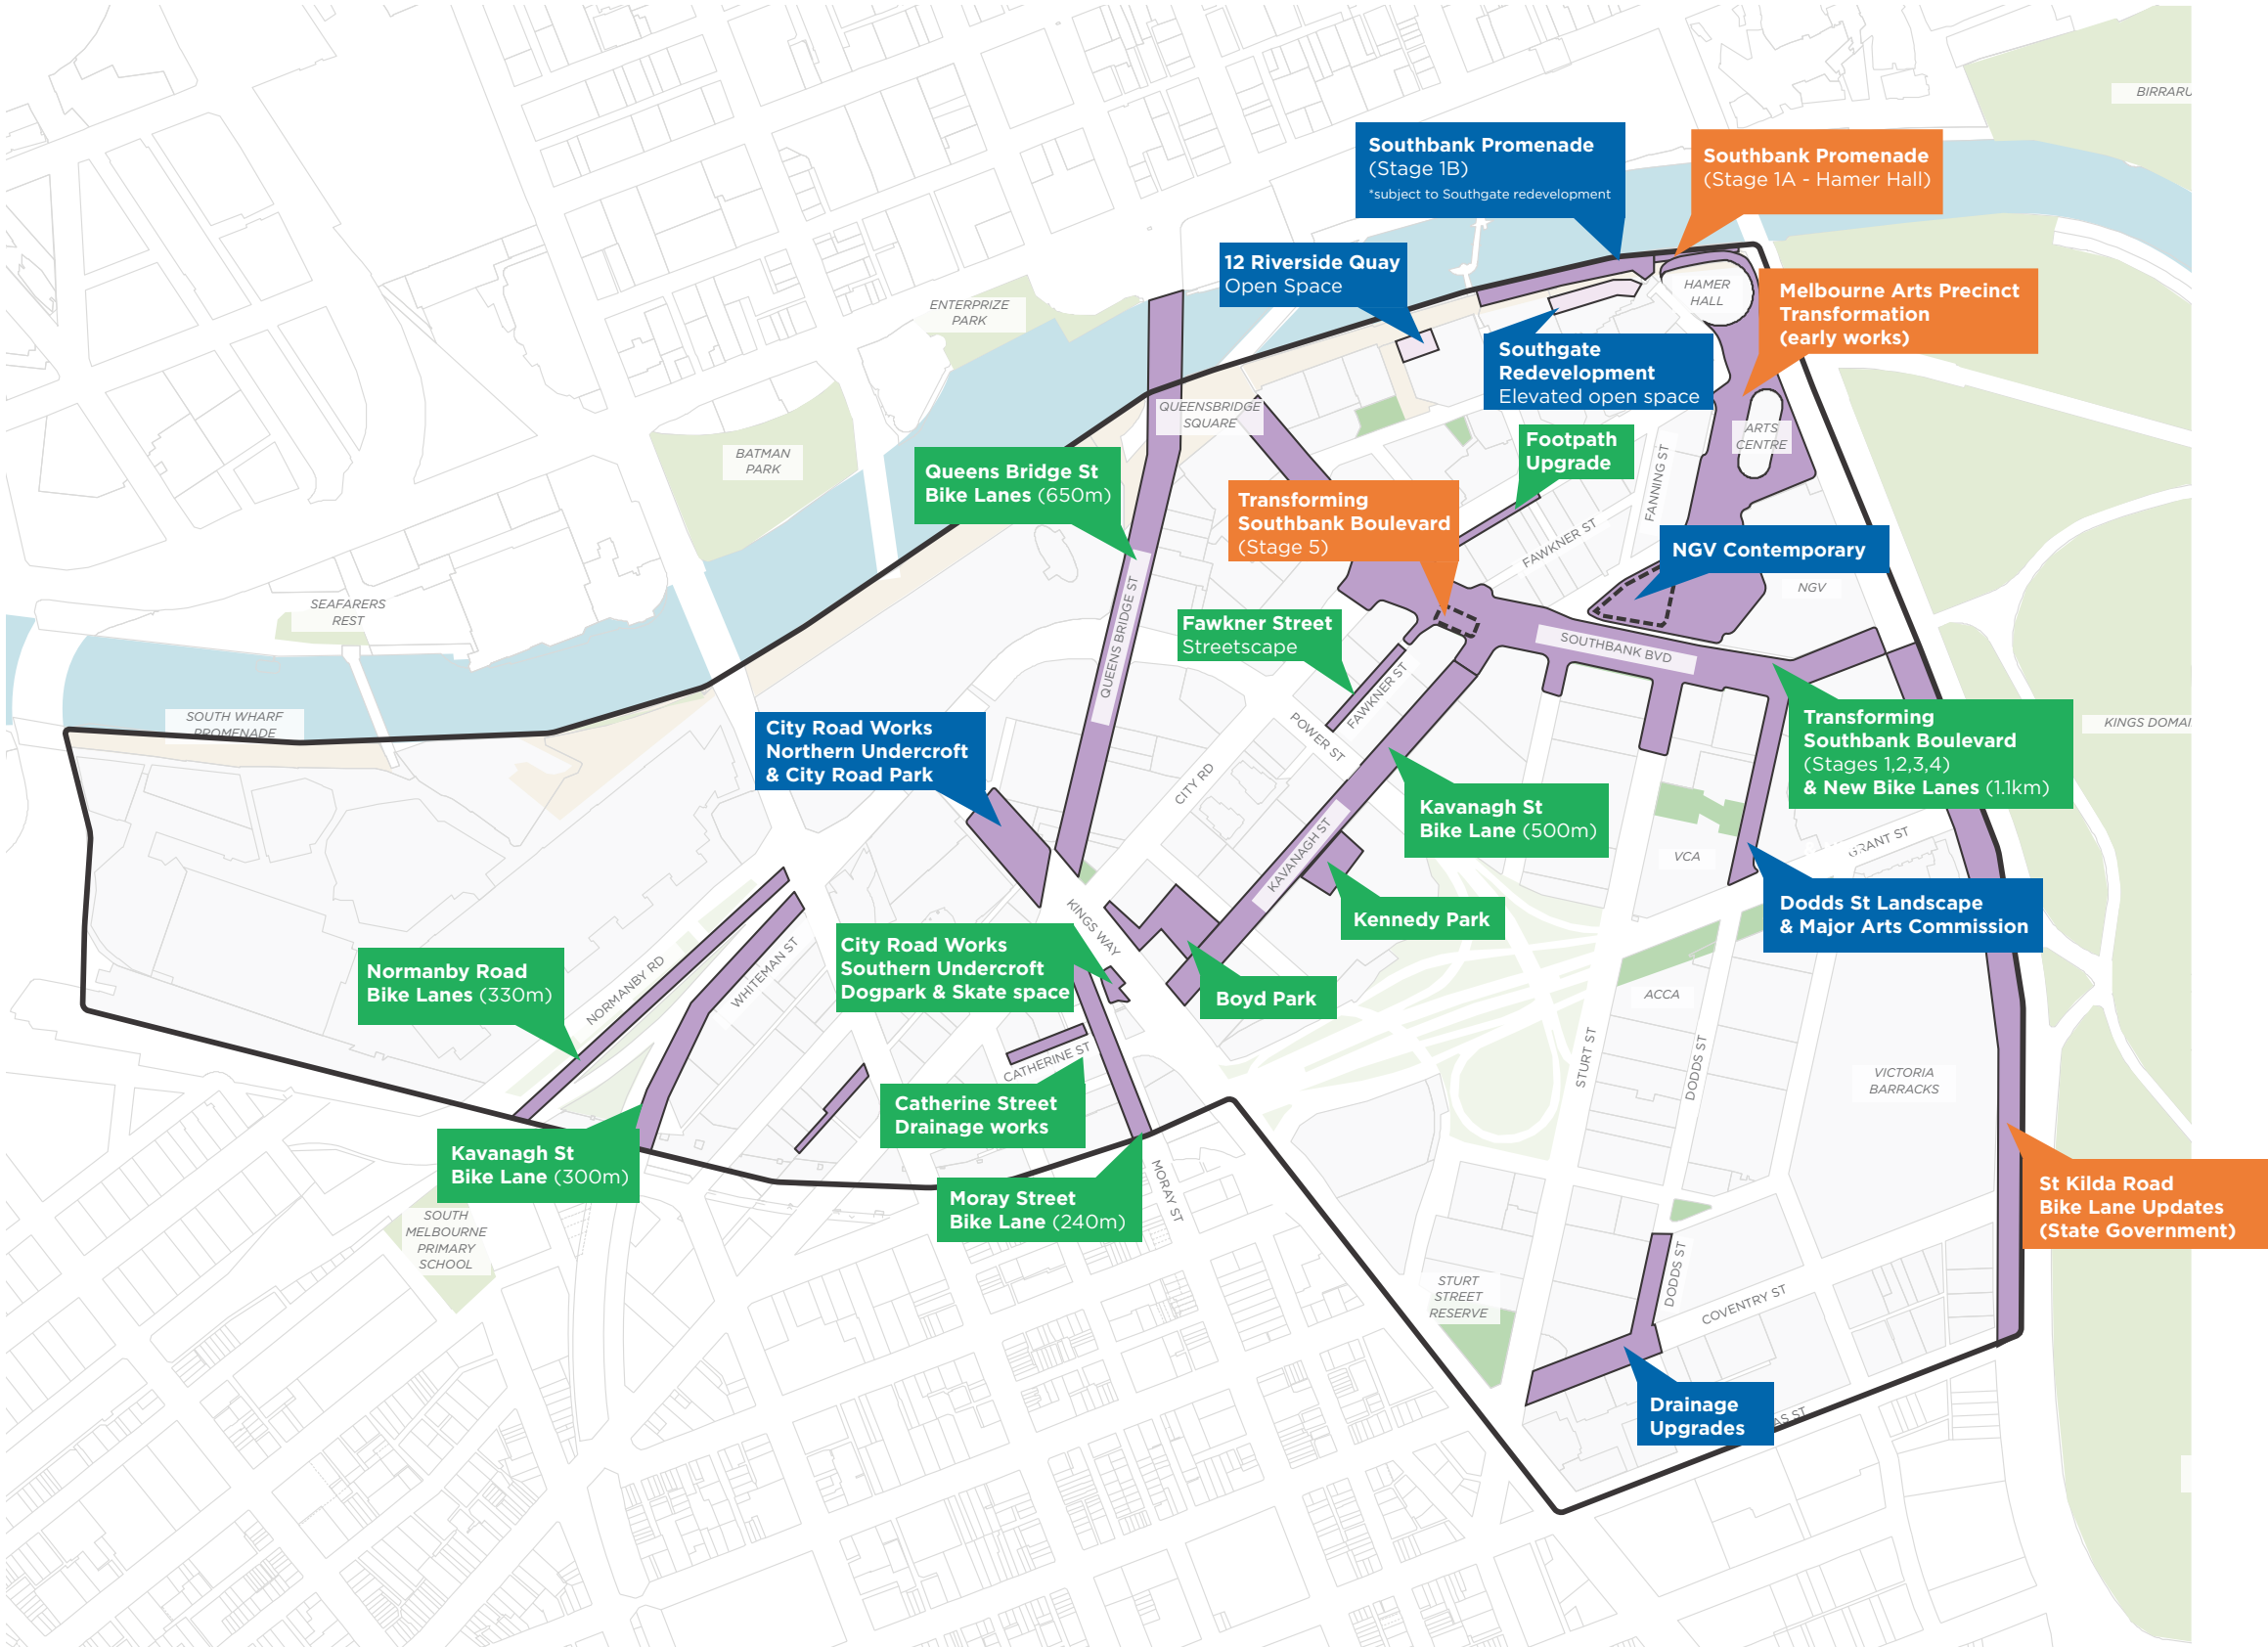 BIRRARU
Southbank Promenade
(Stage 1B)
*subject to Southgate redevelopment
Southbank Promenade
(Stage 1A - Hamer Hall)
12 Riverside Quay
Open Space
HAMER
HALL
Melbourne Arts Precinct
Transformation
(early works)
ENTERPRIZE
PARK
Southgate
Redevelopment
Elevated open space
QUEENSBRIDGE
SQUARE
ARTS
CENTRE
BATMAN
PARK
Queens Bridge St
Bike Lanes (650m)
Footpath
Upgrade
FANNING ST
Transforming
Southbank Boulevard
(Stage 5)
FAWKNER ST
NGV Contemporary
NGV
SEAFARERS
REST
QUEENS BRIDGE ST
Fawkner Street
Streetscape
SOUTHBANK BVD
FAWKNER ST
SOUTH WHARF
PROMENADE
City Road Works
Northern Undercroft
& City Road Park
POWER ST
Transforming
Southbank Boulevard
(Stages 1,2,3,4)
& New Bike Lanes (1.1km)
KINGS DOMAI
CITY RD
Kavanagh St
Bike Lane (500m)
KAVANAGH ST
VCA
GRANT ST
Kennedy Park
Dodds St Landscape
& Major Arts Commission
KINGS WAY
City Road Works
Southern Undercroft
Dogpark & Skate space
Normanby Road
Bike Lanes (330m)
NORMANBY RD
WHITEMAN ST
Boyd Park
ACCA
STURT ST
DODDS ST
CATHERINE ST
VICTORIA
BARRACKS
Catherine Street
Drainage works
Kavanagh St
Bike Lane (300m)
Moray Street
Bike Lane (240m)
MORAY ST
St Kilda Road
Bike Lane Updates
(State Government)
SOUTH
MELBOURNE
PRIMARY
SCHOOL
STURT
STREET
RESERVE
DODDS ST
COVENTRY ST
Drainage
Upgrades
AS ST